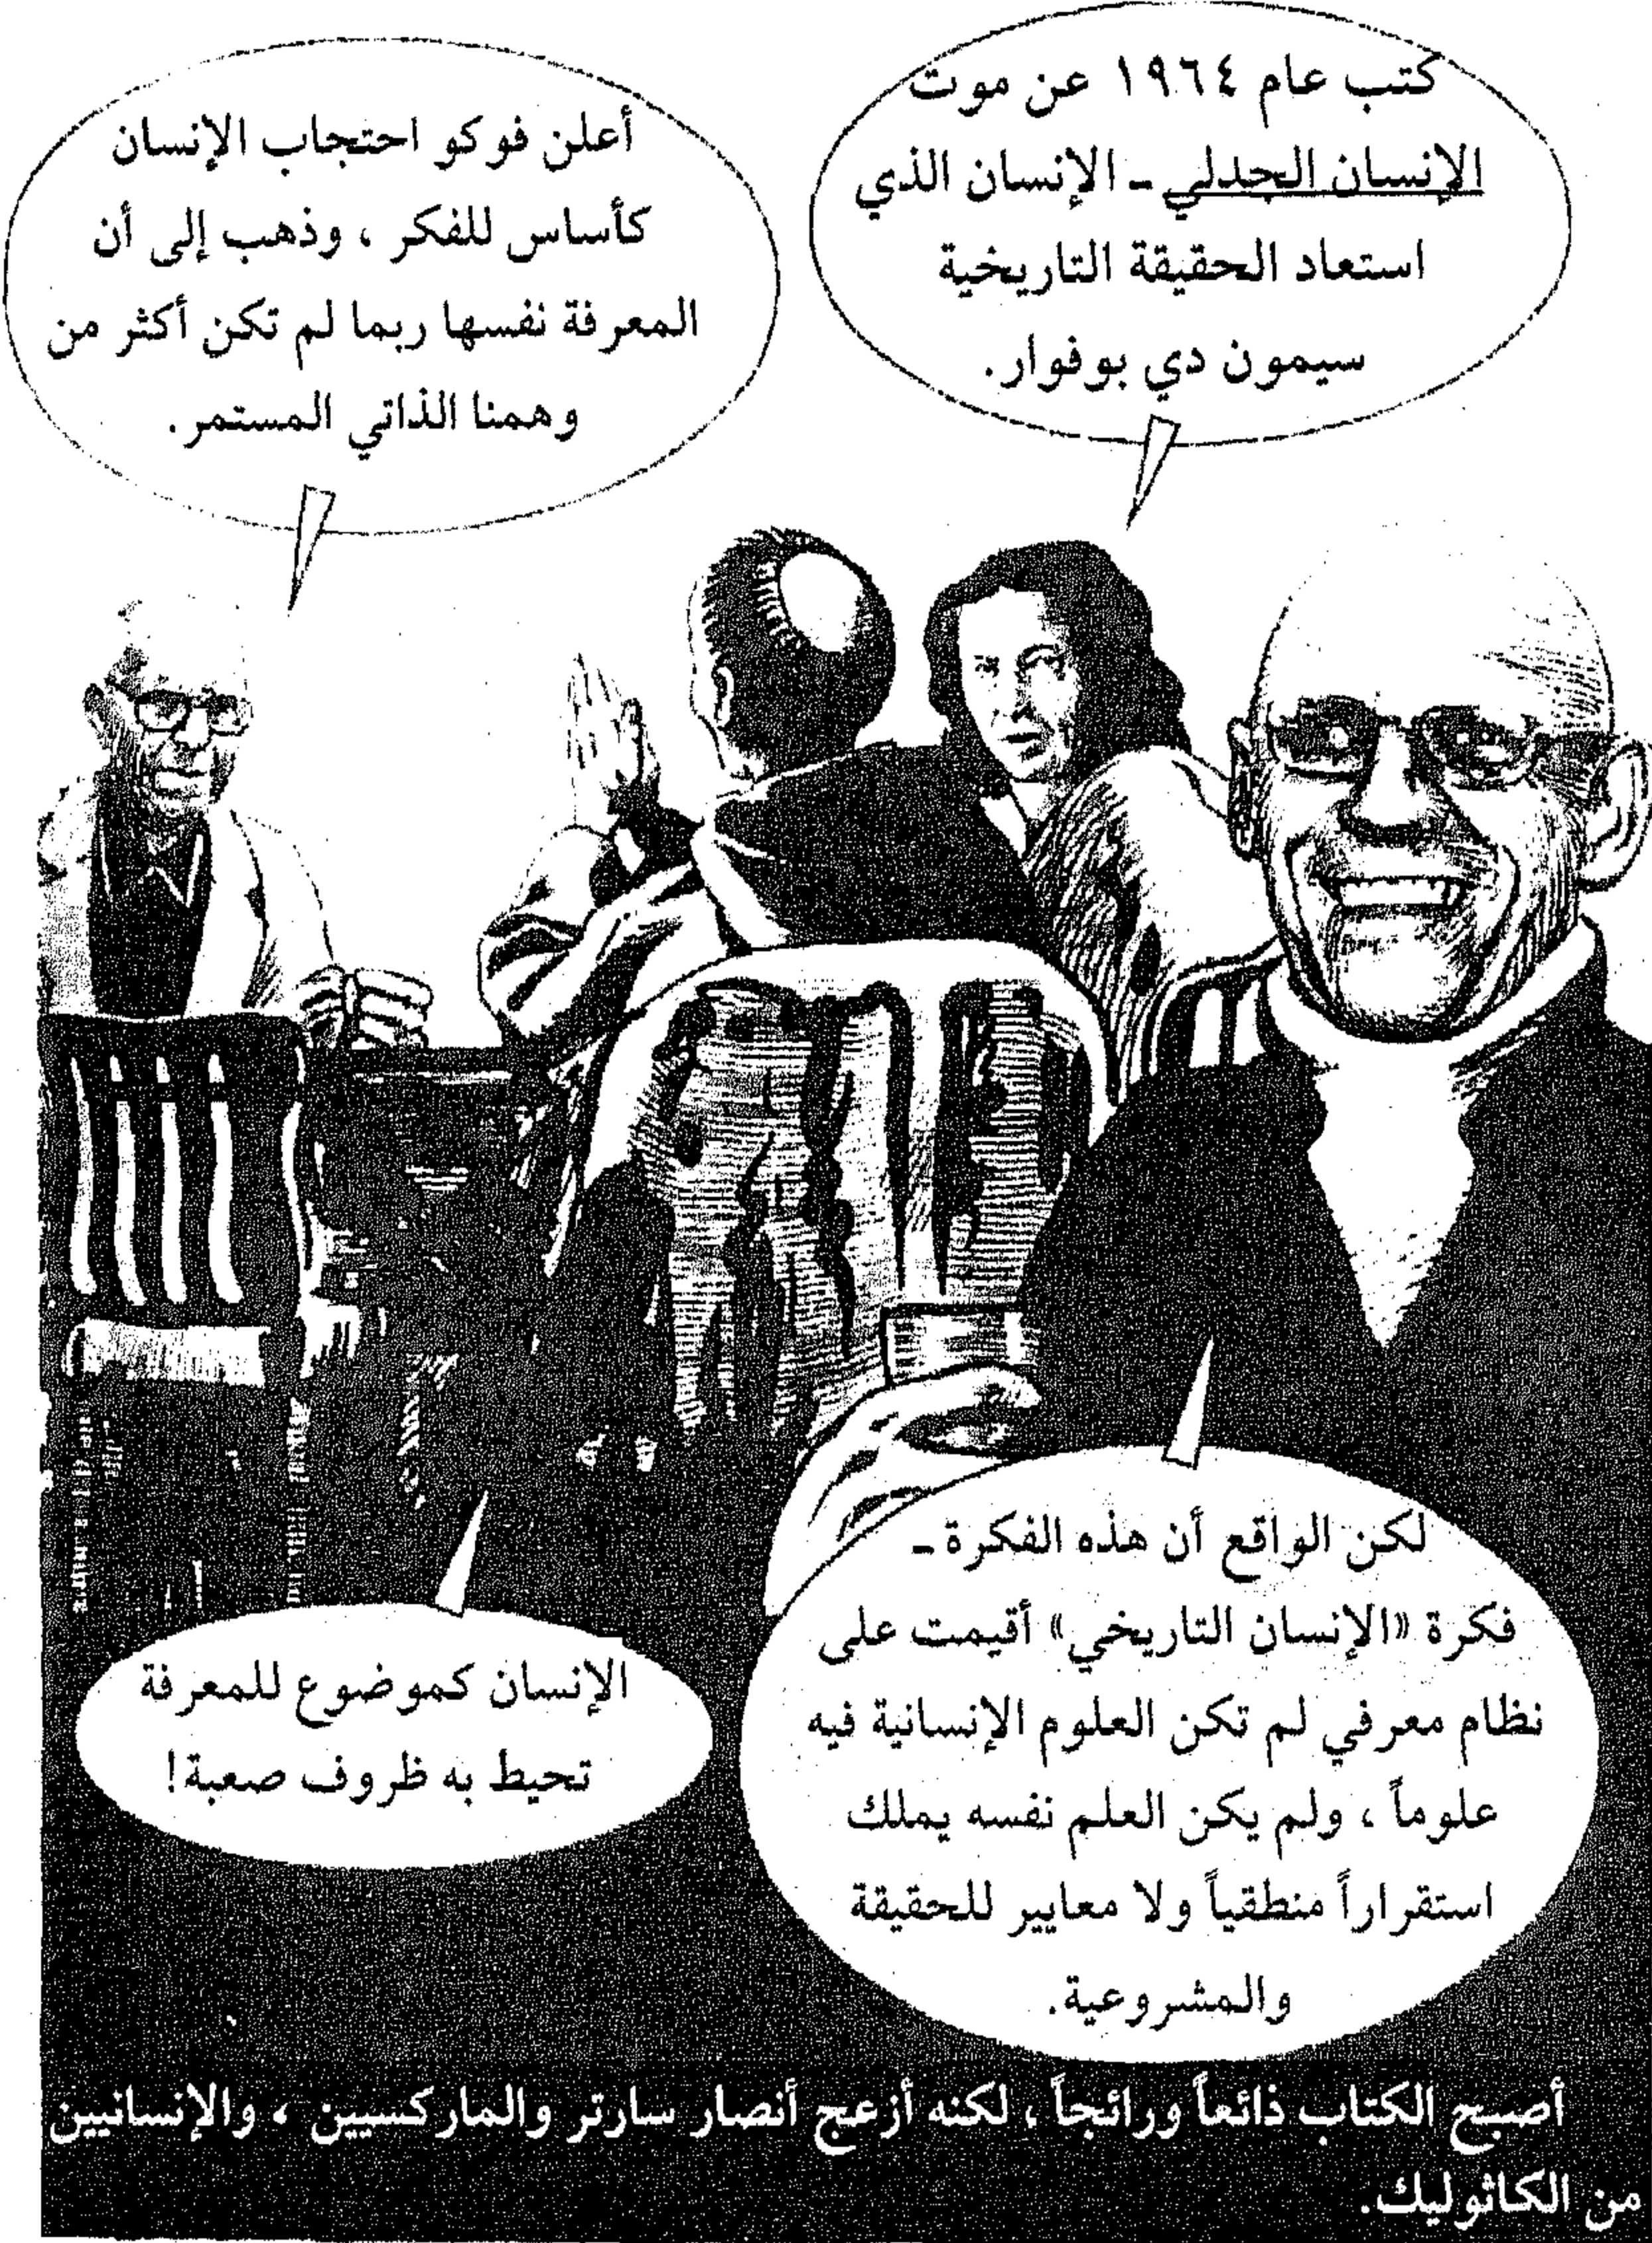 كتب عام ١٩٦٤ عن موت
الإنسان الجدلي - الإنسان الذي
استعاد الحقيقة التاريخية
سيمون دي بوفوار.
أعلن فوكو احتجاب الإنسان
كأساس للفكر ، وذهب إلى أن
المعرفة نفسها ربما لم تكن أكثر من
وهمنا الذاتي المستمر.
لكن الواقع أن هذه الفكرة -
فكرة «الإنسان التاريخي» أقيمت على
نظام معرفي لم تكن العلوم الإنسانية فيه
علوماً ، ولم يكن العلم نفسه يملك
استقراراً منطقياً ولا معايير للحقيقة
والمشروعية.
الإنسان كموضوع للمعرفة
تحيط به ظروف صعبة!
أصبح الكتاب ذائعاً ورائجاً ، لكنه أزعج أنصار سارتر والماركسيين ، والإنسانيين
من الكاثوليك.